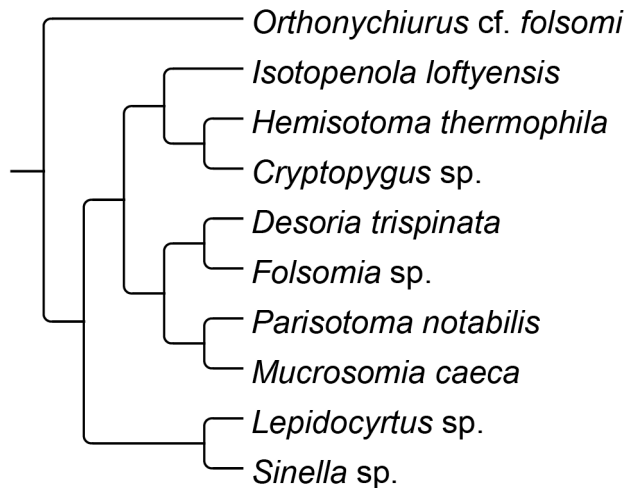 Orthonychiurus cf. folsomi
Isotopenola loftyensis
Hemisotoma thermophila
Cryptopygus sp.
Desoria trispinata
Folsomia sp.
Parisotoma notabilis
Mucrosomia caeca
Lepidocyrtus sp.
Sinella sp.